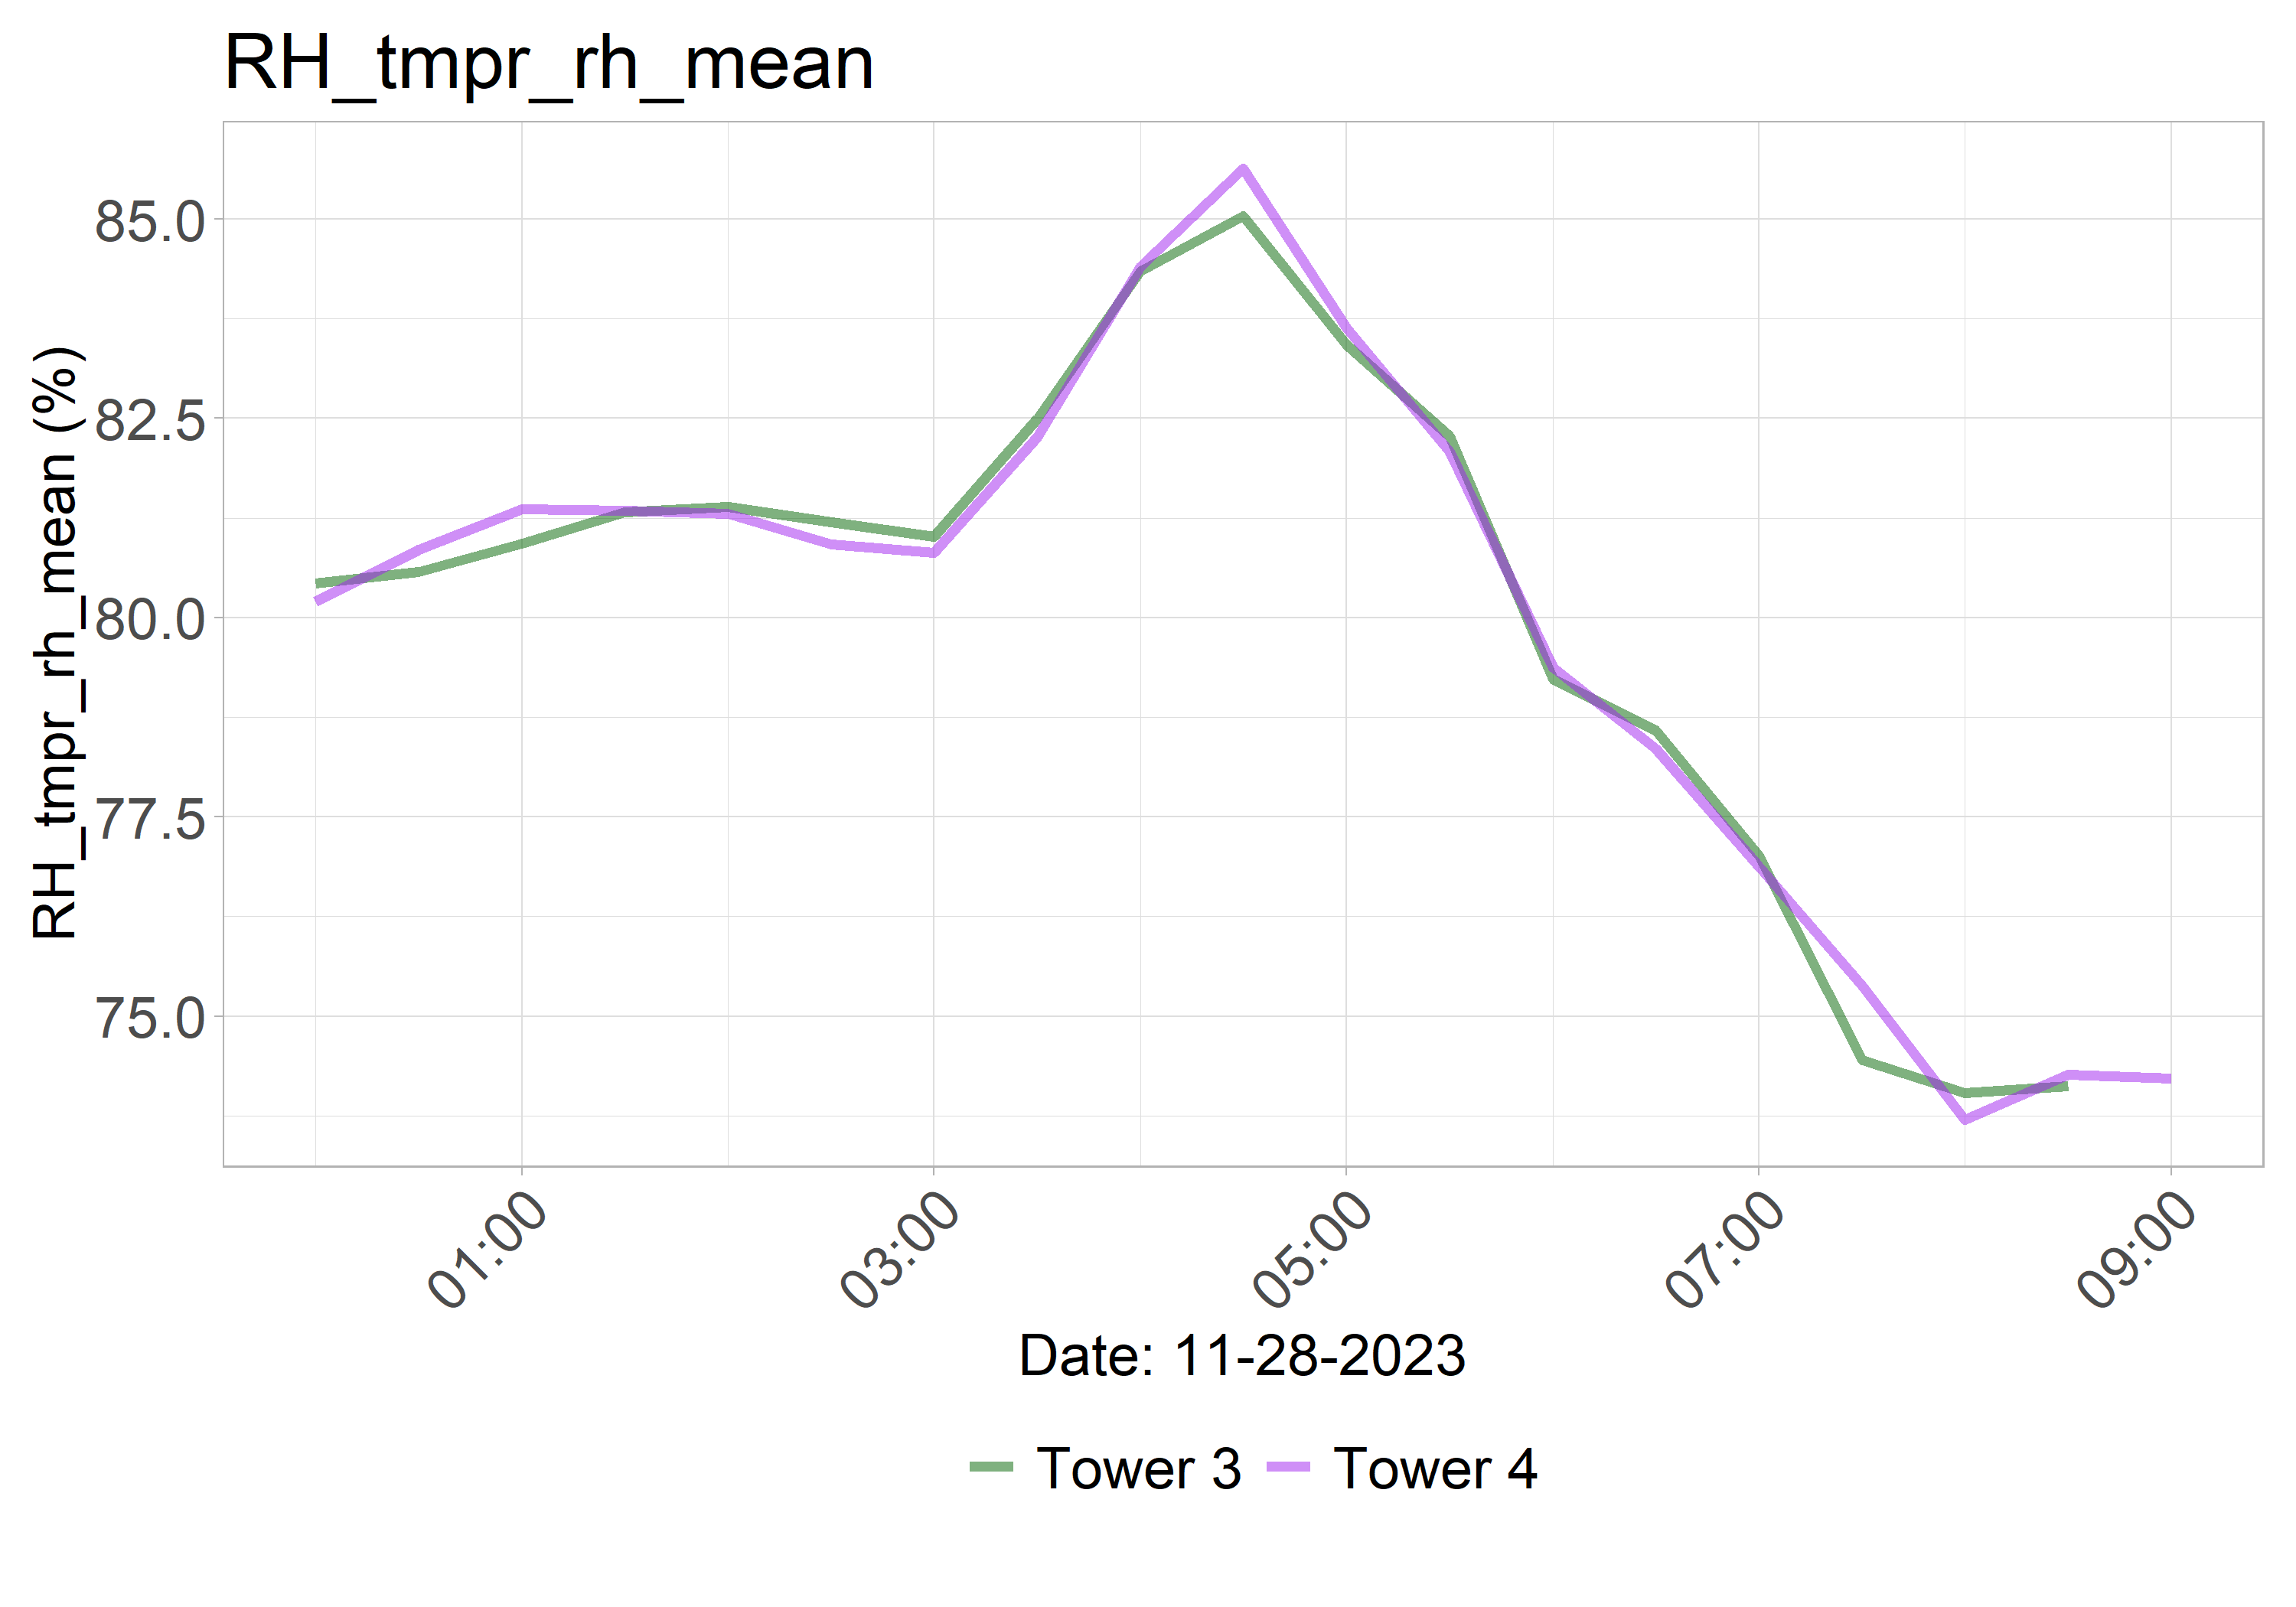 RH_tmpr_rh_mean
RH_tmpr_rh_mean (%)
85.0
82.5
80.0
77.5
75.0
01:00
03:00
05:00
07:00
09:00
Date: 11-28-2023
Tower 3
Tower 4